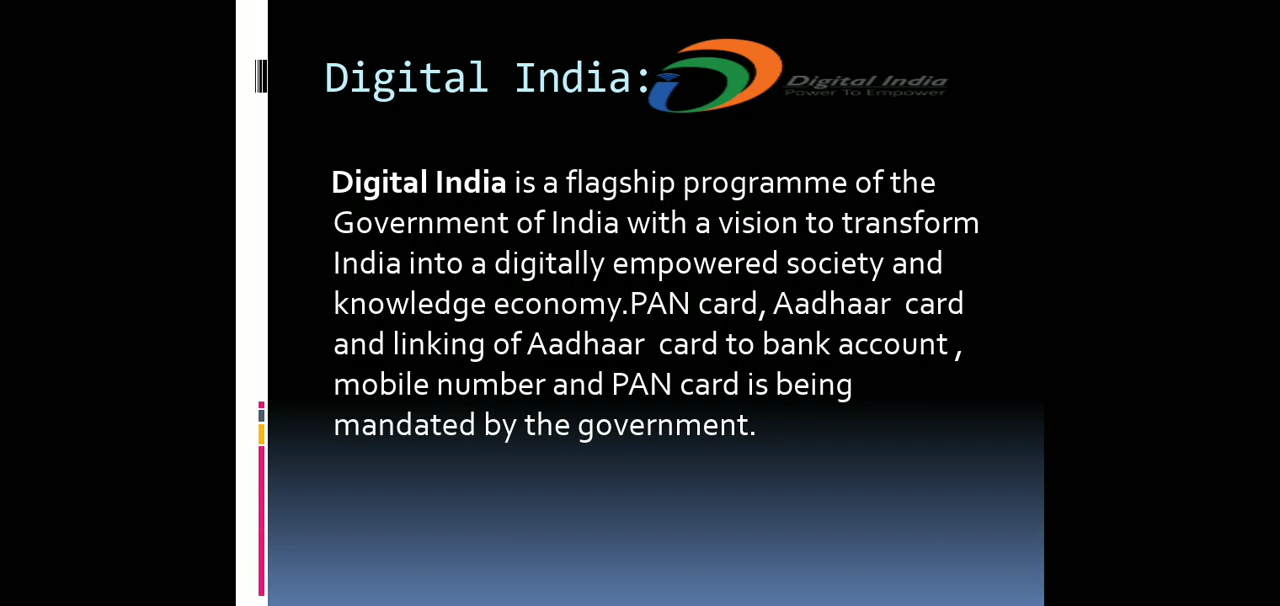 Digital India:
Digital India
Power To Empower
Digital India is a flagship programme of the
Government of India with a vision to transform
India into a digitally empowered society and
knowledge economy.PAN card, Aadhaar  card
and linking of Aadhaar  card to bank account ,
mobile number and PAN card is being
mandated by the government.